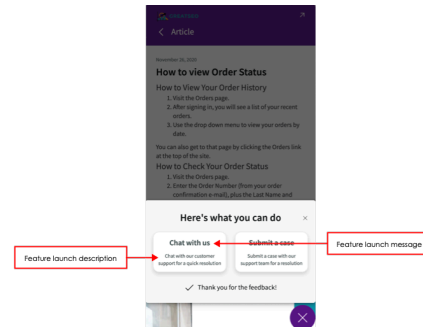 Article
November 26, 2020
How to view Order Status
How to View Your Order History
1. Visit the Orders page.
2. After signing in, you will see a list of your recent
orders.
3. Use the drop down menu to view your orders by
date.
You can also get to that page by clicking the Orders link
at the top of the site.
How to Check Your Order Status
1. Visit the Orders page.
2. Enter the Order Number (from your order
confirmation e-mail), plus the Last Name and
Here's what you can do
Chat with us
Submit a case
Feature launch message
Feature launch description
Chat with our customer
support for a quick resolution
Submit a case with our
support team for a resolution
Thank you for the feedback!